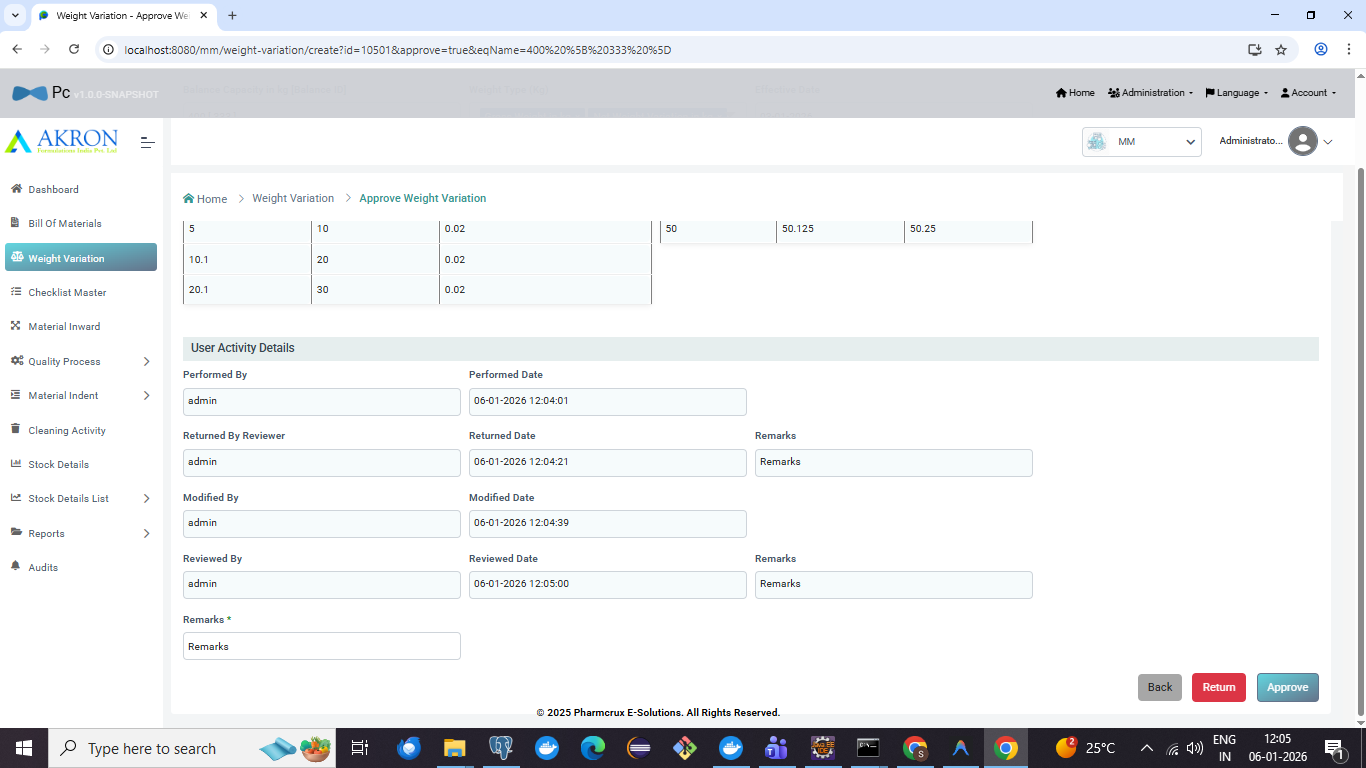 Weight Variation - Approve We
localhost:8080/mm/weight-variation/create?id=10501&approve=true&eqName=400%20%5B%20333%20%5D
Pc v1.0.0-SNAPSHOT
Home Administration Language Account
AKRON
Formulations India Pvt Ltd
MM Administrato...
Home Weight Variation Approve Weight Variation
Dashboard
Bill Of Materials
Weight Variation
Checklist Master
Material Inward
Quality Process
Material Indent
Cleaning Activity
Stock Details
Stock Details List
Reports
Audits
5 10 0.02 50 50.125 50.25
10.1 20 0.02
20.1 30 0.02
User Activity Details
Performed By Performed Date
admin 06-01-2026 12:04:01
Returned By Reviewer Returned Date Remarks
admin 06-01-2026 12:04:21 Remarks
Modified By Modified Date
admin 06-01-2026 12:04:39
Reviewed By Reviewed Date Remarks
admin 06-01-2026 12:05:00 Remarks
Remarks *
Remarks
Back Return Approve
© 2025 Pharmcrux E-Solutions. All Rights Reserved.
Type here to search
2 25°C
ENG
IN
12:05
06-01-2026
1